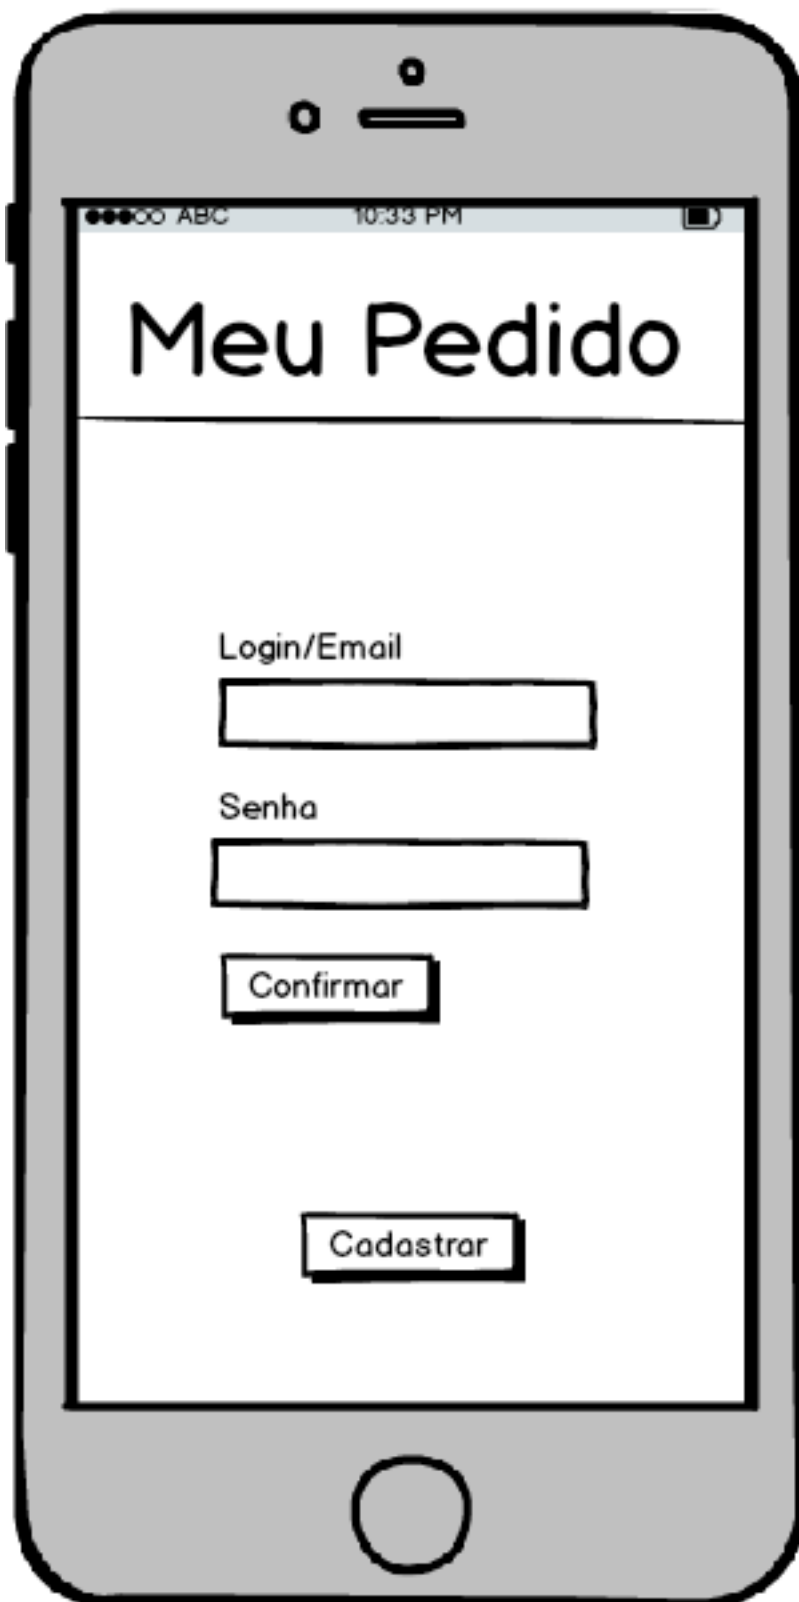 ABC 10:33 PM
Meu Pedido
Login/Email
Senha
Confirmar
Cadastrar